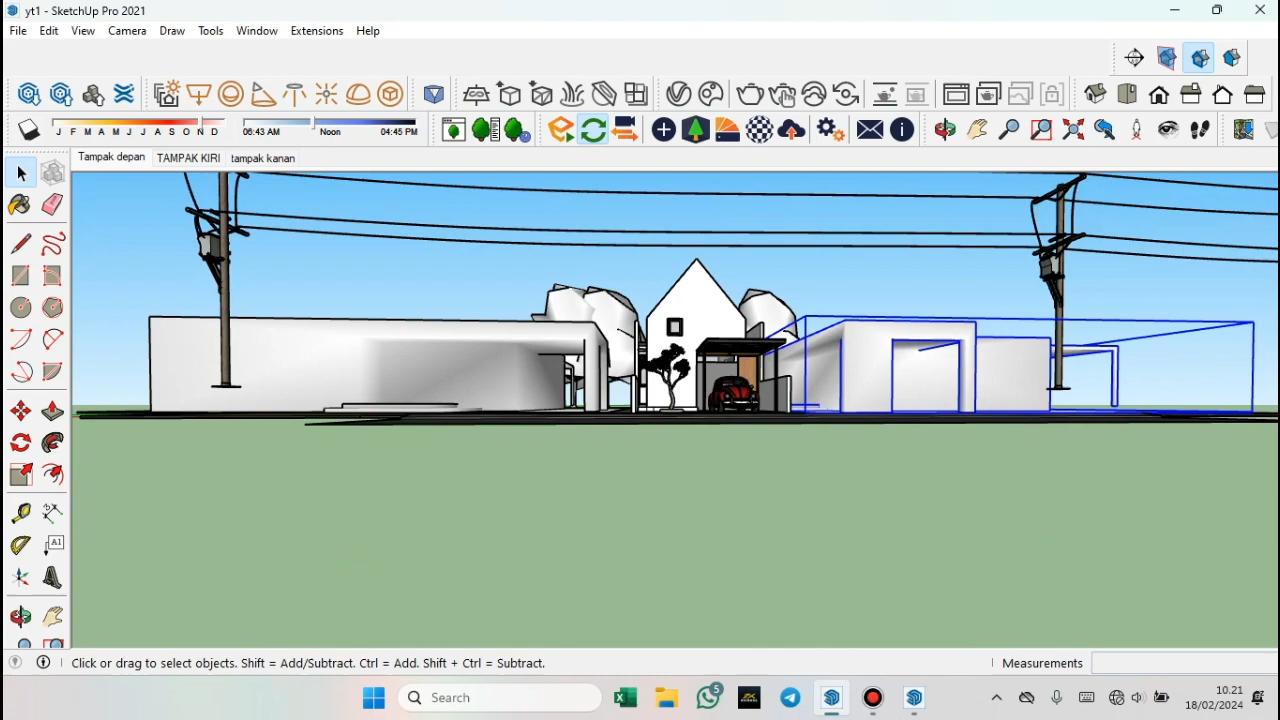 yt1 - SketchUp Pro 2021
File Edit View Camera Draw Tools Window Extensions Help
J F M A M J J A S O N D
06:43 AM Noon 04:45 PM
Tampak depan TAMPAK KIRI tampak kanan
A1
Click or drag to select objects. Shift = Add/Subtract. Ctrl = Add. Shift + Ctrl = Subtract.
Measurements
Search
5
10.21
18/02/2024